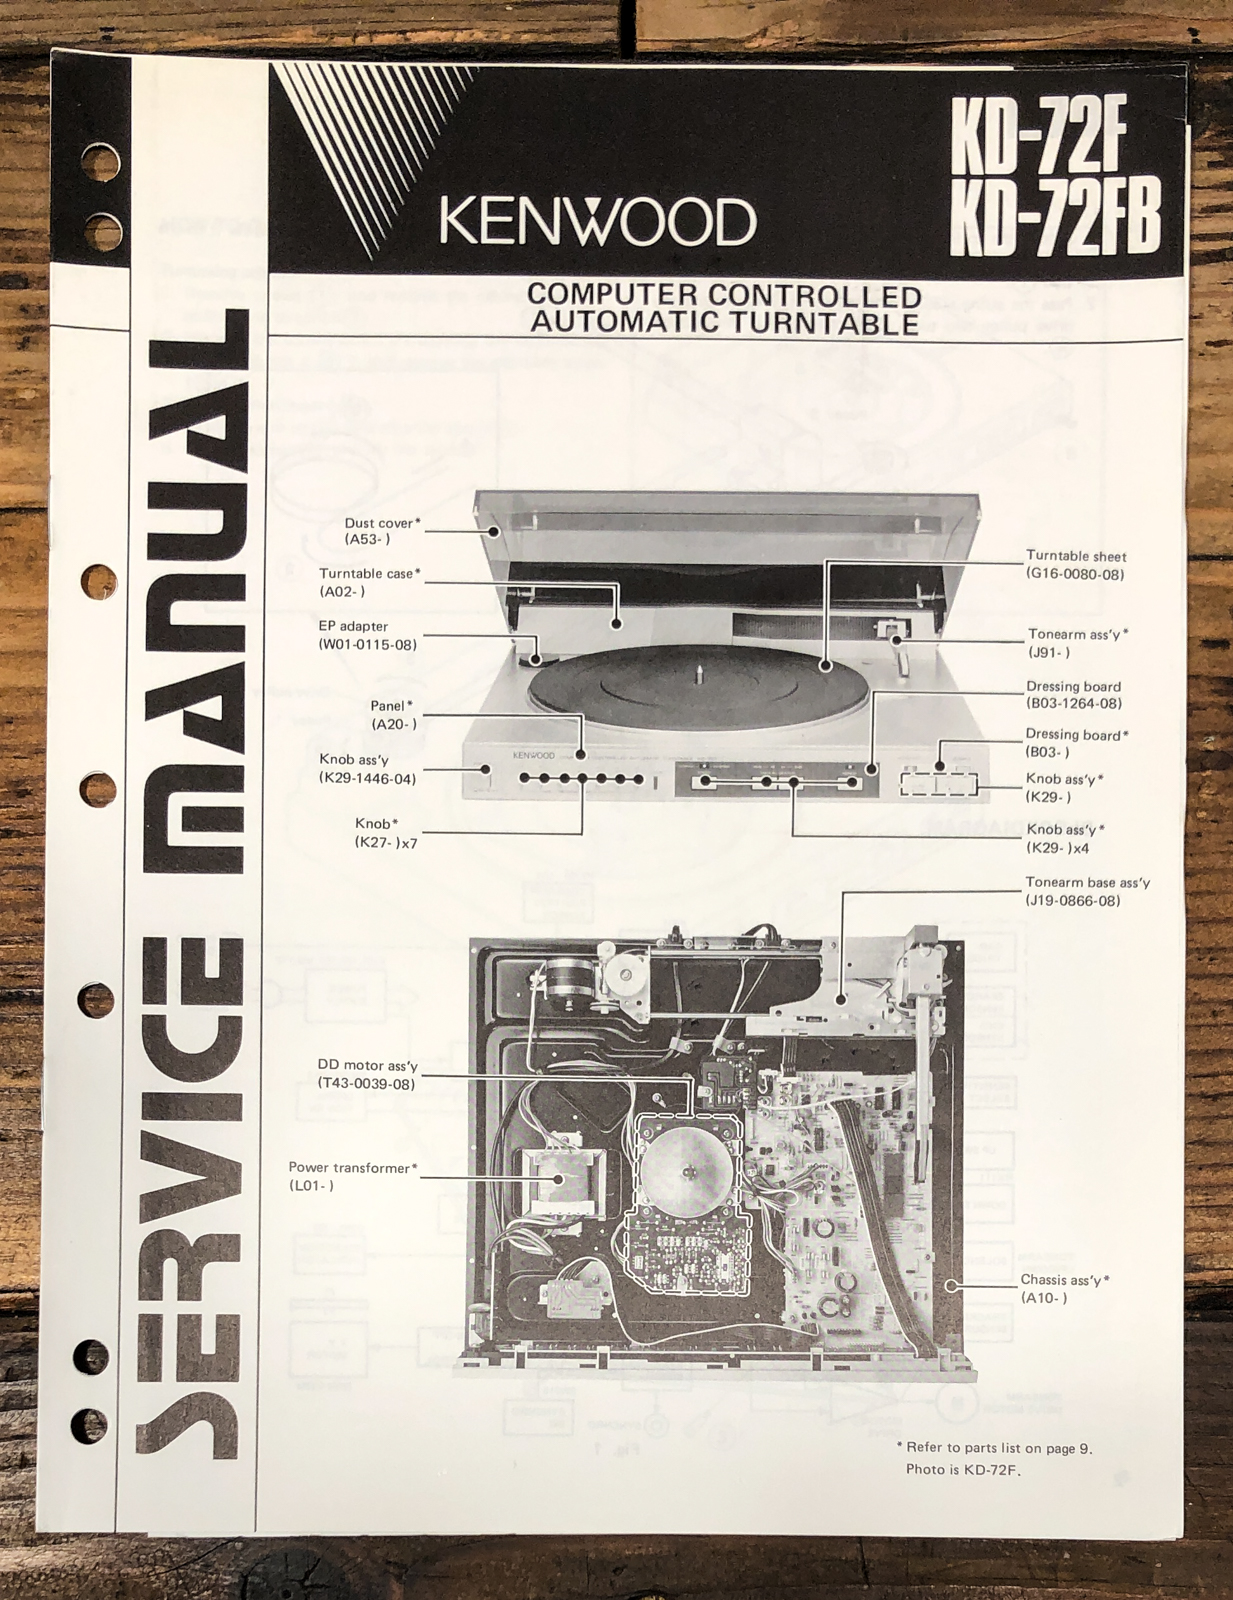 KENWOOD
KD-72F
KD-72FB
COMPUTER CONTROLLED
AUTOMATIC TURNTABLE
SERVICE MANUAL
Dust cover*
(A53- )
Turntable case*
(A02- )
EP adapter
(W01-0115-08)
Panel*
(A20- )
Knob ass'y
(K29-1446-04)
Knob*
(K27- )x7
Turntable sheet
(G16-0080-08)
Tonearm ass'y*
(J91- )
Dressing board
(B03-1264-08)
Dressing board*
(B03- )
Knob ass'y*
(K29- )
Knob ass'y*
(K29- )x4
KENWOOD
Tonearm base ass'y
(J19-0866-08)
DD motor ass'y
(T43-0039-08)
Power transformer*
(L01- )
Chassis ass'y*
(A10- )
* Refer to parts list on page 9.
Photo is KD-72F.